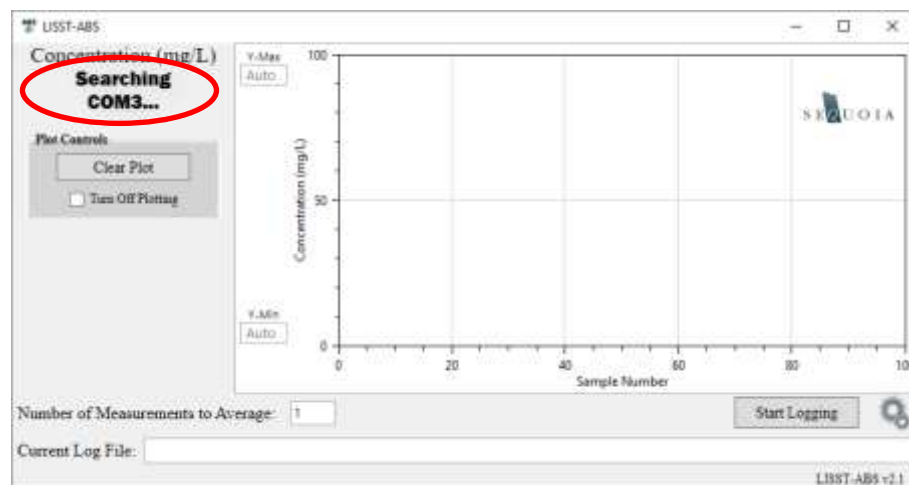 LISST-ABS
Concentration (mg/L)
Searching
COM3...
Plot Controls
Clear Plot
Turn Off Plotting
Y-Max
Auto
Y-Min
Auto
100
50
0
Concentration (mg/L)
0 20 40 60 80 10
Sample Number
SEQUOIA
Number of Measurements to Average: 1
Start Logging
Current Log File:
LISST-ABS v2.1